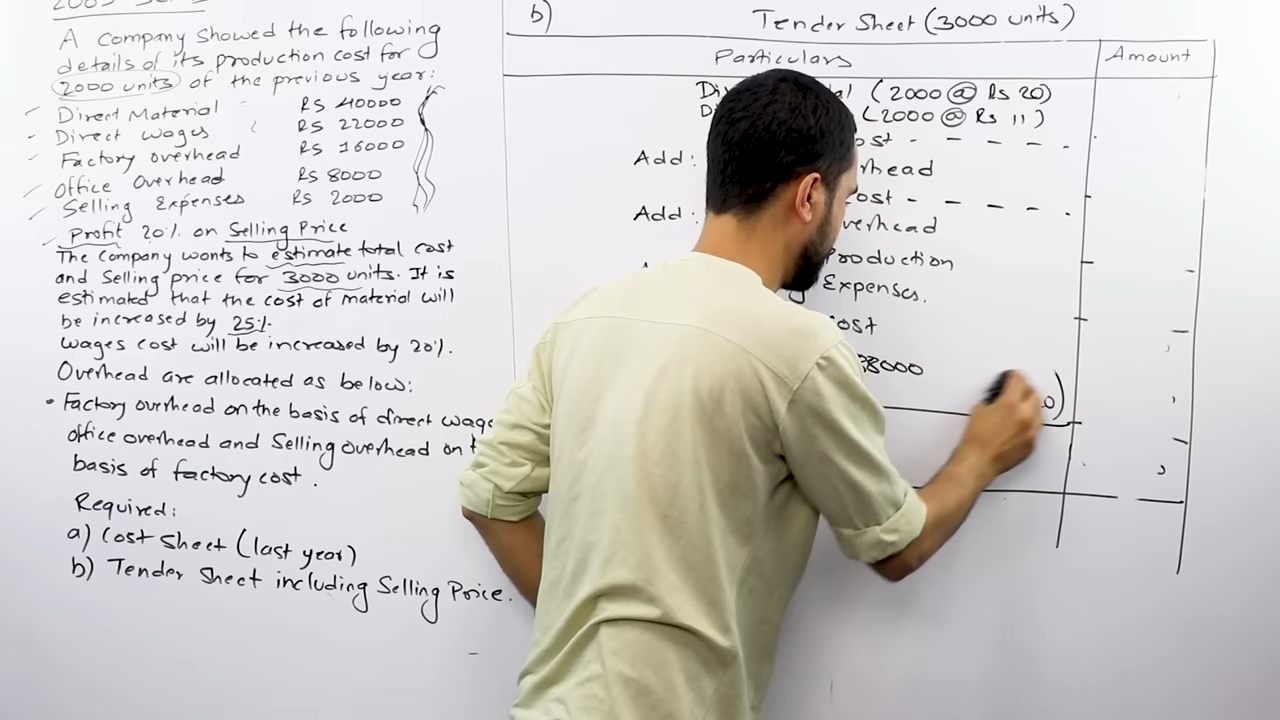 A company showed the following
details of its production cost for
2000 units of the previous year:
Direct Material Rs 40000
Direct wages Rs 22000
Factory overhead Rs 16000
Office Overhead Rs 8000
Selling Expenses Rs 2000
Profit 20% on Selling Price
The company wants to estimate total cost
and Selling price for 3000 units. It is
estimated that the cost of material will
be increased by 25%.
wages cost will be increased by 20%.
Overhead are allocated as below:
• Factory overhead on the basis of direct wage
office overhead and Selling overhead on
basis of factory cost.
Required:
a) Cost Sheet (last year)
b) Tender Sheet including Selling Price.
b) Tender Sheet (3000 units)
Particulars Amount
(2000 @ Rs 20)
(2000 @ Rs 11)
Add:
Add:
Production
Expenses.